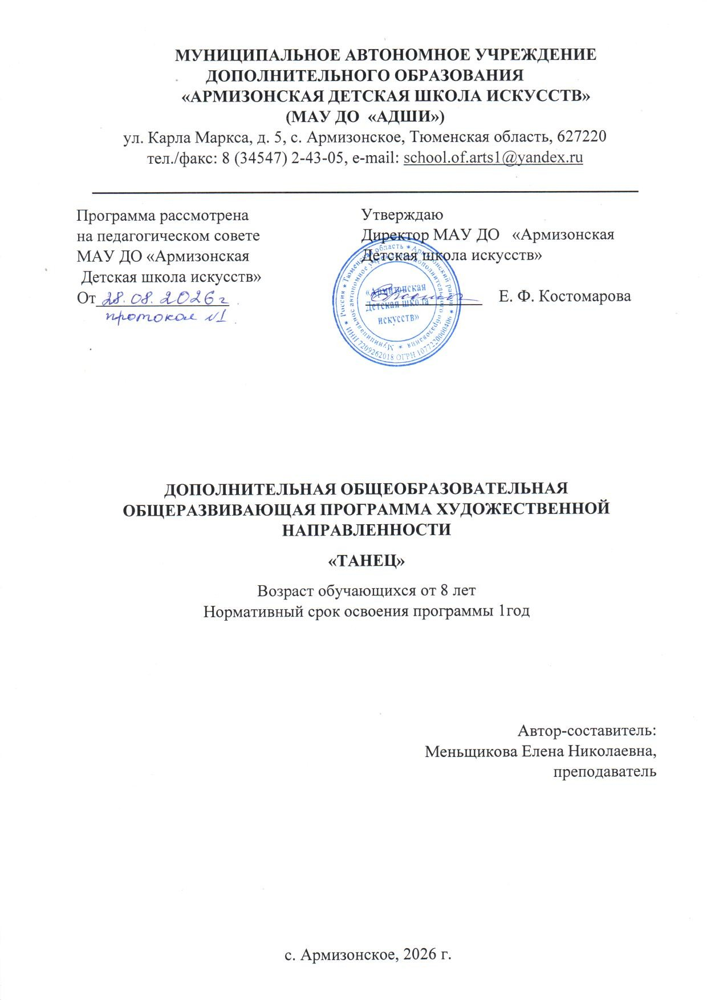 МУНИЦИПАЛЬНОЕ АВТОНОМНОЕ УЧРЕЖДЕНИЕ
ДОПОЛНИТЕЛЬНОГО ОБРАЗОВАНИЯ
«АРМИЗОНСКАЯ ДЕТСКАЯ ШКОЛА ИСКУССТВ»
(МАУ ДО «АДШИ»)
ул. Карла Маркса, д. 5, с. Армизонское, Тюменская область, 627220
тел./факс: 8 (34547) 2-43-05, e-mail: school.of.arts1@yandex.ru
Программа рассмотрена
на педагогическом совете
МАУ ДО «Армизонская
Детская школа искусств»
От 28.08.2026 г
протокол №1
Утверждаю
Директор МАУ ДО «Армизонская
Детская школа искусств»
Е. Ф. Костомарова
Россия * Тюменская область * Армизонский район * ИНН 7209262018 ОГРН 1077220000406 *
Муниципальное автономное учреждение дополнительного образования *
«Армизонская
Детская школа
искусств»
ДОПОЛНИТЕЛЬНАЯ ОБЩЕОБРАЗОВАТЕЛЬНАЯ
ОБЩЕРАЗВИВАЮЩАЯ ПРОГРАММА ХУДОЖЕСТВЕННОЙ
НАПРАВЛЕННОСТИ
«ТАНЕЦ»
Возраст обучающихся от 8 лет
Нормативный срок освоения программы 1год
Автор-составитель:
Меньщикова Елена Николаевна,
преподаватель
с. Армизонское, 2026 г.